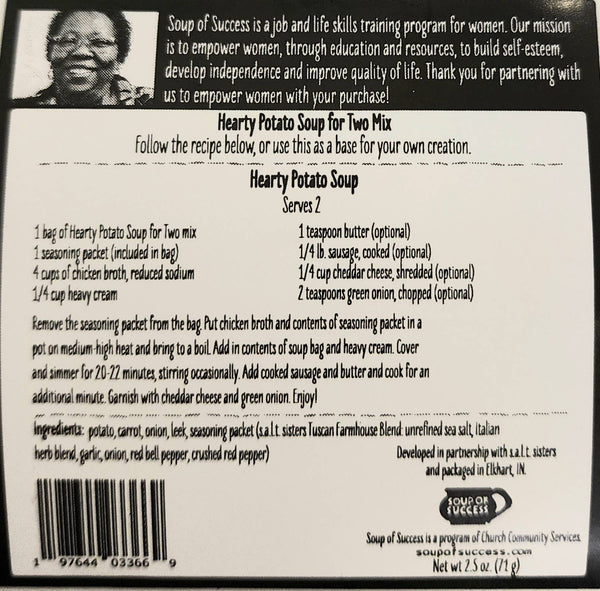 Soup of Success is a job and life skills training program for women. Our mission
is to empower women, through education and resources, to build self-esteem,
develop independence and improve quality of life. Thank you for partnering with
us to empower women with your purchase!
Hearty Potato Soup for Two Mix
Follow the recipe below, or use this as a base for your own creation.
Hearty Potato Soup
Serves 2
1 bag of Hearty Potato Soup for Two mix
1 seasoning packet (included in bag)
4 cups of chicken broth, reduced sodium
1/4 cup heavy cream
1 teaspoon butter (optional)
1/4 lb. sausage, cooked (optional)
1/4 cup cheddar cheese, shredded (optional)
2 teaspoons green onion, chopped (optional)
Remove the seasoning packet from the bag. Put chicken broth and contents of seasoning packet in a
pot on medium-high heat and bring to a boil. Add in contents of soup bag and heavy cream. Cover
and simmer for 20-22 minutes, stirring occasionally. Add cooked sausage and butter and cook for an
additional minute. Garnish with cheddar cheese and green onion. Enjoy!
Ingredients: potato, carrot, onion, leek, seasoning packet (s.a.l.t. sisters Tuscan Farmhouse Blend: unrefined sea salt, Italian
herb blend, garlic, onion, red bell pepper, crushed red pepper)
Developed in partnership with s.a.l.t. sisters
and packaged in Elkhart, IN.
SOUP OF
SUCCESS
Soup of Success is a program of Church Community Services
soupofsuccess.com
Net wt 2.5 oz. (71 g)
1 97644 03366 9